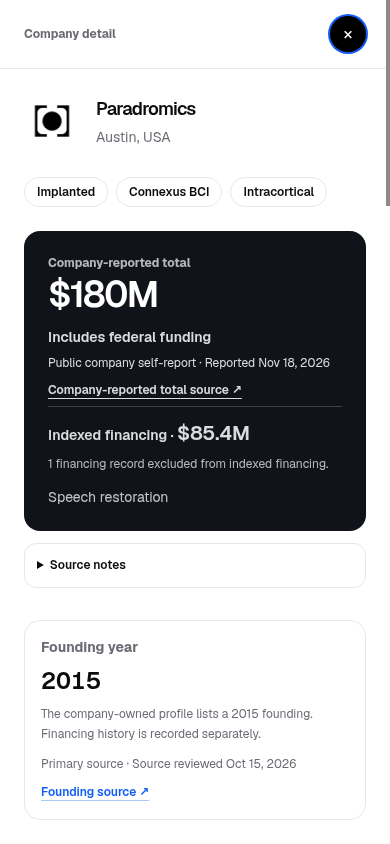 Company detail
×
Paradromics
Austin, USA
Implanted
Connexus BCI
Intracortical
Company-reported total
$180M
Includes federal funding
Public company self-report · Reported Nov 18, 2026
Company-reported total source ↗
Indexed financing · $85.4M
1 financing record excluded from indexed financing.
Speech restoration
▶ Source notes
Founding year
2015
The company-owned profile lists a 2015 founding.
Financing history is recorded separately.
Primary source · Source reviewed Oct 15, 2026
Founding source ↗